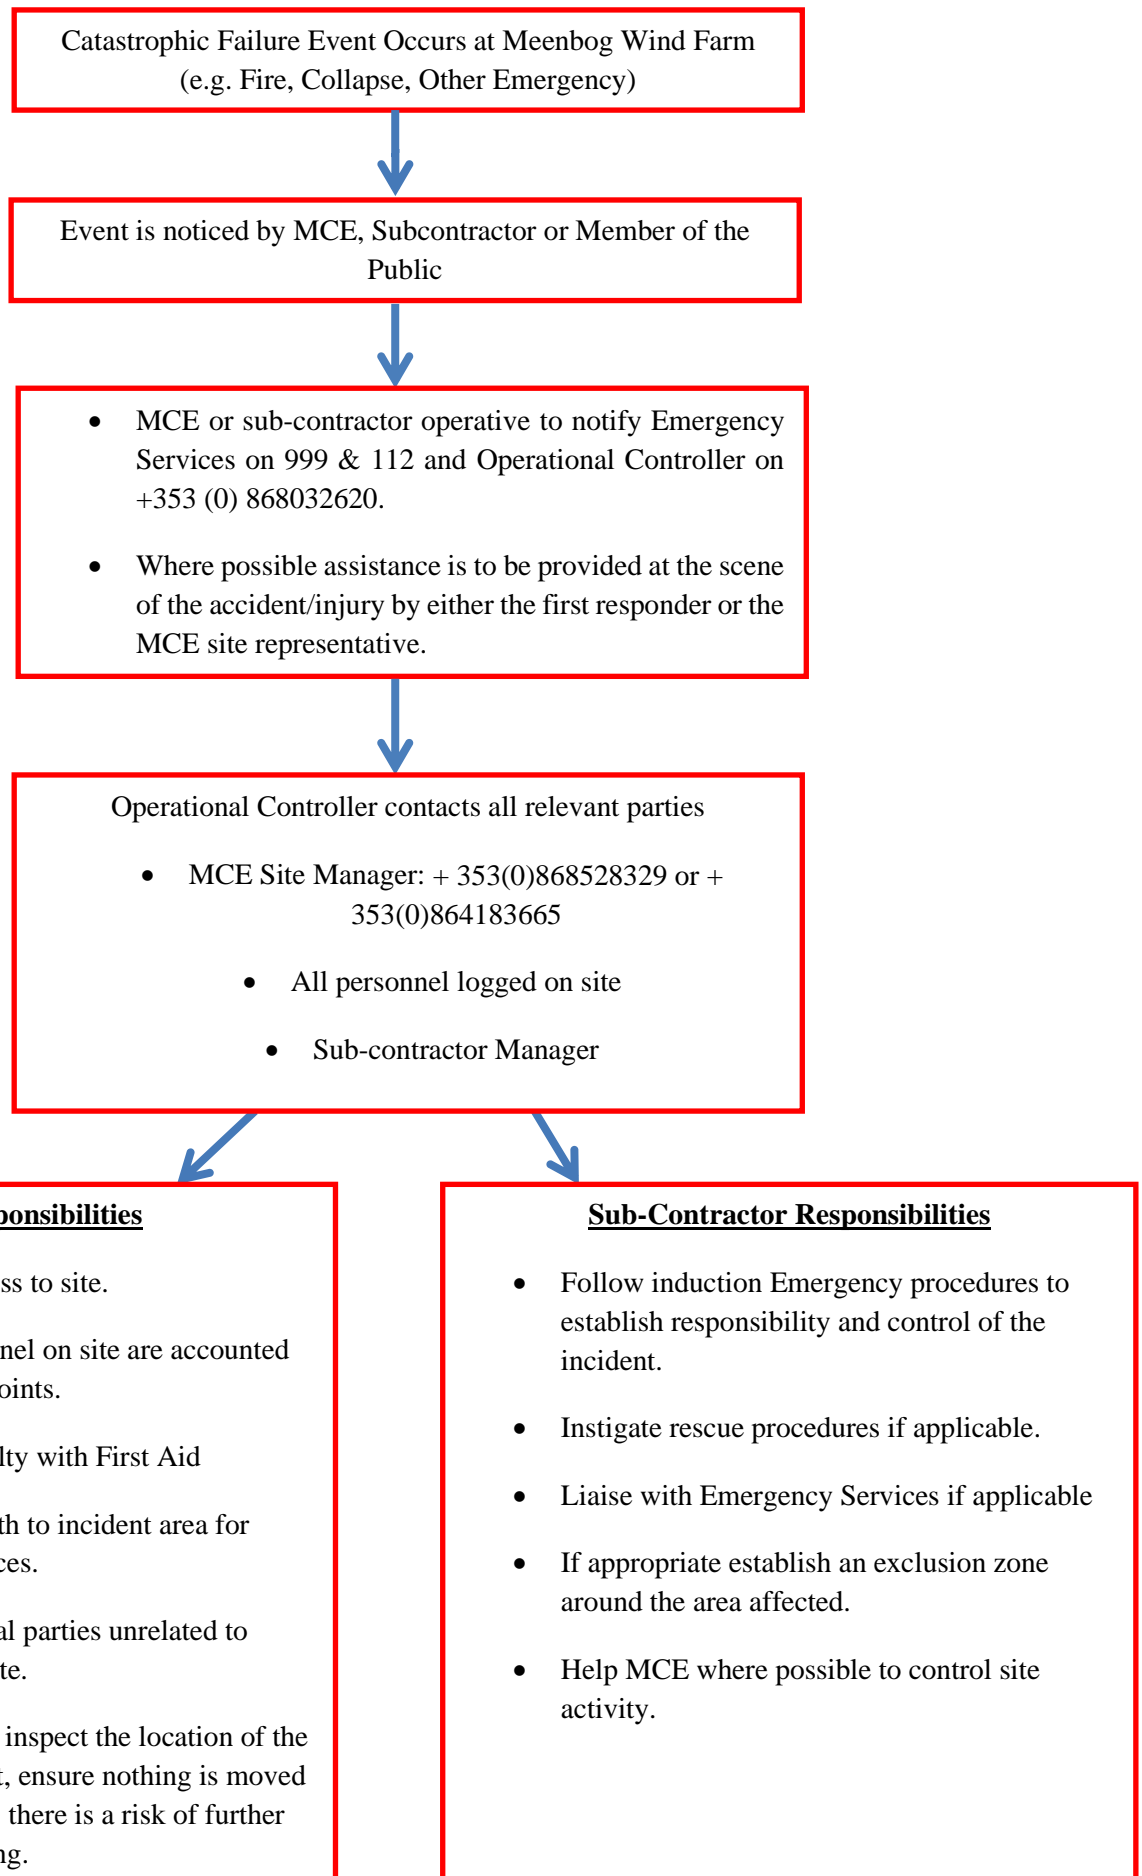 Catastrophic Failure Event Occurs at Meenbog Wind Farm
(e.g. Fire, Collapse, Other Emergency)
Event is noticed by MCE, Subcontractor or Member of the
Public
• MCE or sub-contractor operative to notify Emergency
Services on 999 & 112 and Operational Controller on
+353 (0) 868032620.
• Where possible assistance is to be provided at the scene
of the accident/injury by either the first responder or the
MCE site representative.
Operational Controller contacts all relevant parties
• MCE Site Manager: + 353(0)868528329 or +
353(0)864183665
• All personnel logged on site
• Sub-contractor Manager
ponsibilities
ss to site.
nel on site are accounted
oints.
lty with First Aid
th to incident area for
ces.
al parties unrelated to
te.
inspect the location of the
t, ensure nothing is moved
there is a risk of further
ng.
Sub-Contractor Responsibilities
• Follow induction Emergency procedures to
establish responsibility and control of the
incident.
• Instigate rescue procedures if applicable.
• Liaise with Emergency Services if applicable
• If appropriate establish an exclusion zone
around the area affected.
• Help MCE where possible to control site
activity.